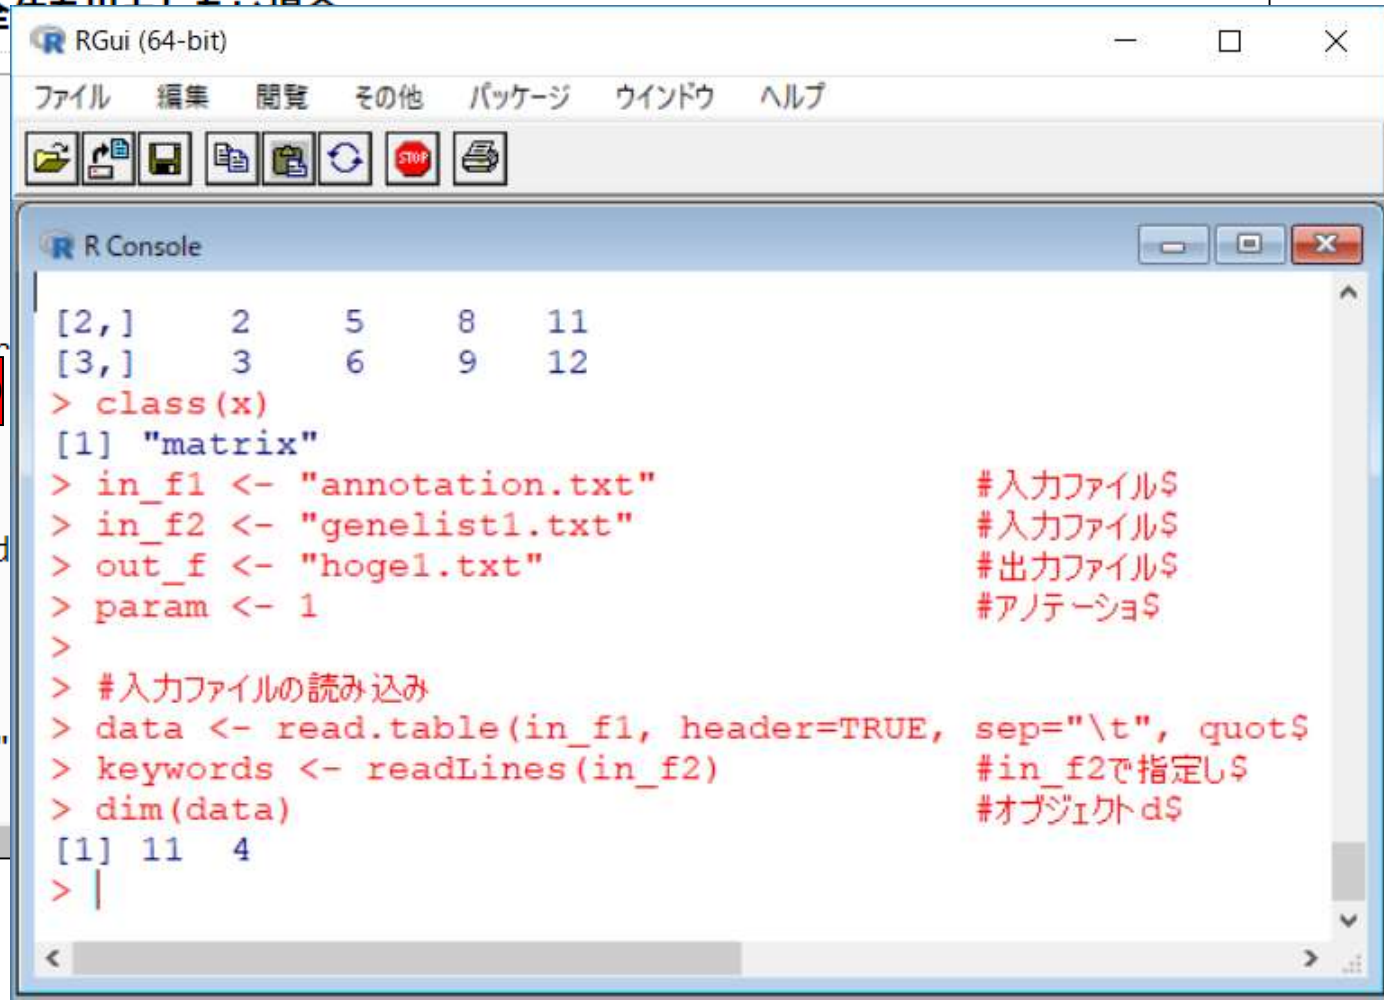 RGui (64-bit)
ファイル 編集 閲覧 その他 パッケージ ウインドウ ヘルプ
STOP
R Console
[2,] 2 5 8 11
[3,] 3 6 9 12
> class(x)
[1] "matrix"
> in_f1 <- "annotation.txt" #入力ファイル$
> in_f2 <- "genelist1.txt" #入力ファイル$
> out_f <- "hoge1.txt" #出力ファイル$
> param <- 1 #アノテーショ$
>
> #入力ファイルの読み込み
> data <- read.table(in_f1, header=TRUE, sep="\t", quot$
> keywords <- readLines(in_f2) #in_f2で指定し$
> dim(data) #オブジェクトd$
[1] 11 4
>